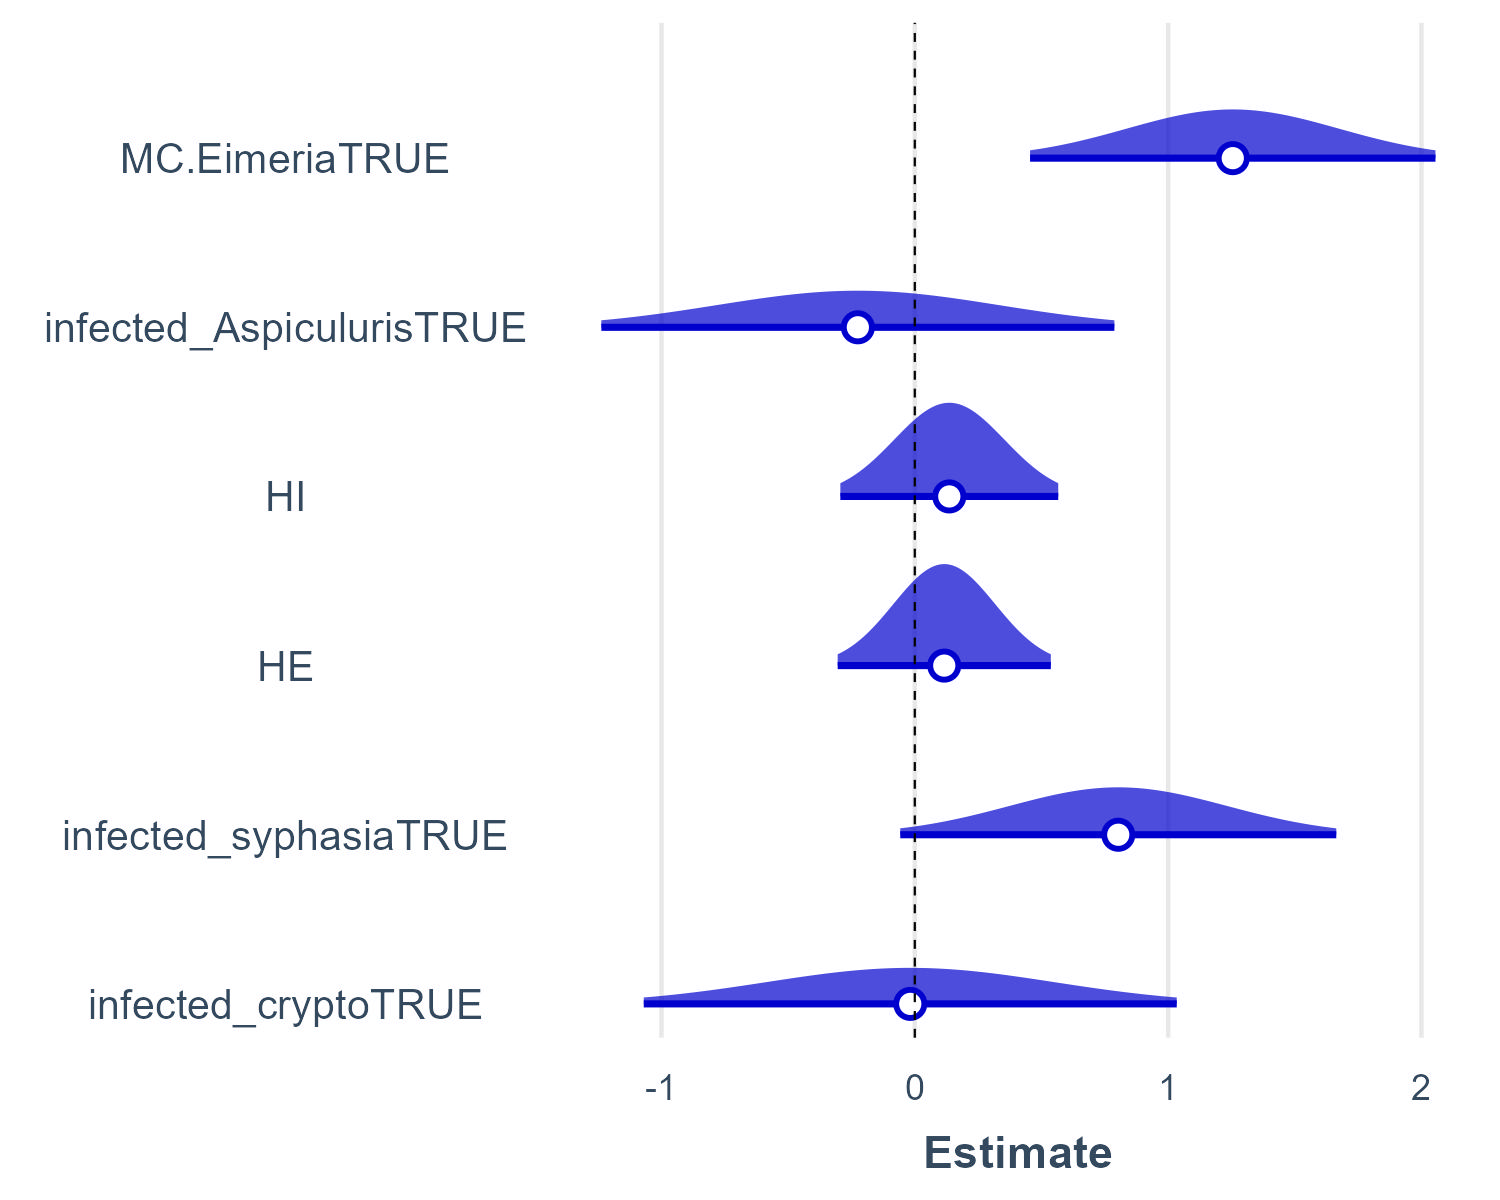 MC.EimeriaTRUE
infected_AspiculurisTRUE
HI
HE
infected_syphasiaTRUE
infected_cryptoTRUE
-1 0 1 2
Estimate